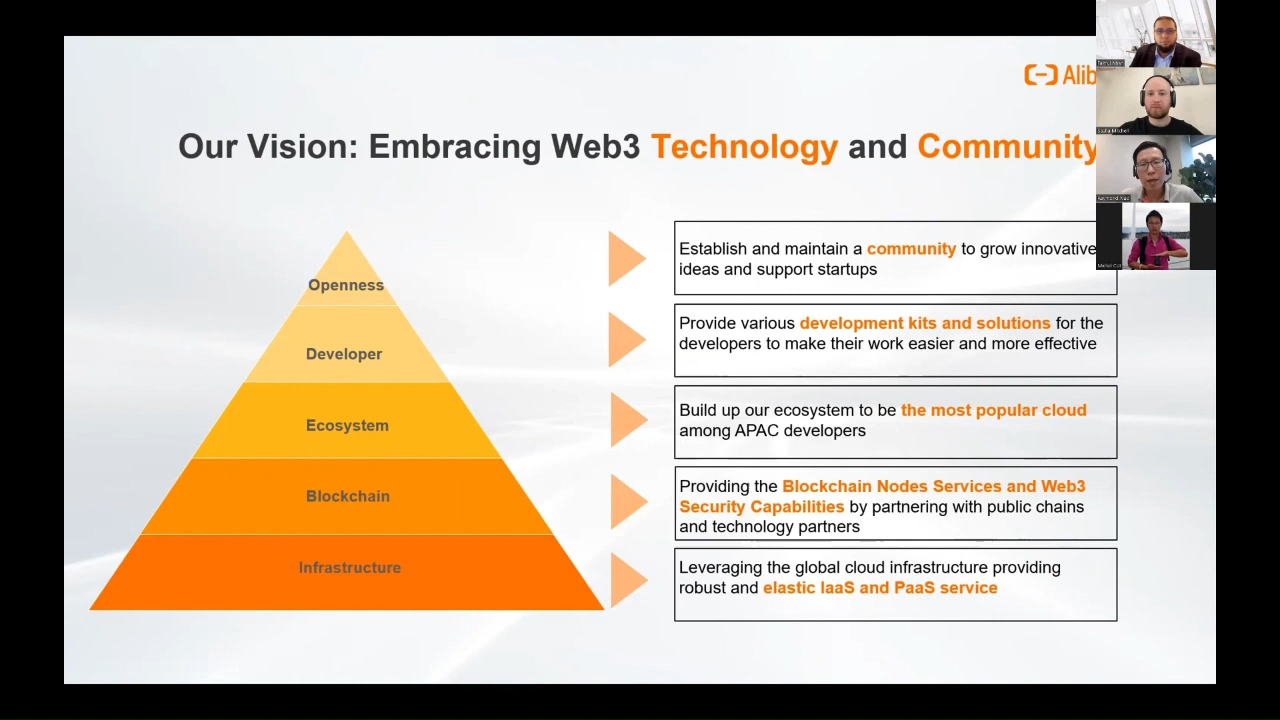 Alib
Our Vision: Embracing Web3 Technology and Community
Openness
Developer
Ecosystem
Blockchain
Infrastructure
Establish and maintain a community to grow innovative
ideas and support startups
Provide various development kits and solutions for the
developers to make their work easier and more effective
Build up our ecosystem to be the most popular cloud
among APAC developers
Providing the Blockchain Nodes Services and Web3
Security Capabilities by partnering with public chains
and technology partners
Leveraging the global cloud infrastructure providing
robust and elastic IaaS and PaaS service